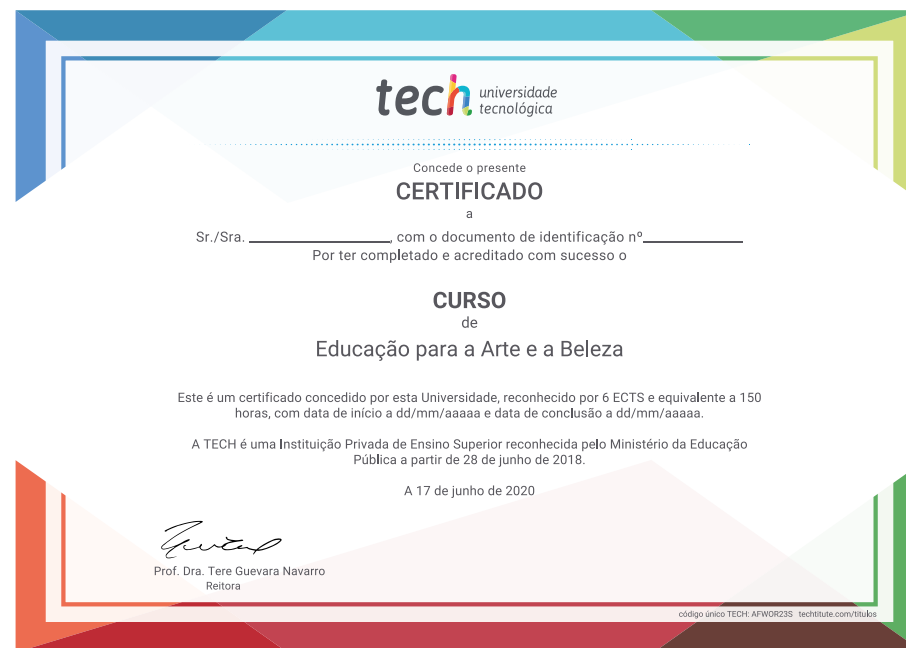 tech universidade
tecnológica
Concede o presente
CERTIFICADO
a
Sr./Sra. ____________, com o documento de identificação nº____________
Por ter completado e acreditado com sucesso o
CURSO
de
Educação para a Arte e a Beleza
Este é um certificado concedido por esta Universidade, reconhecido por 6 ECTS e equivalente a 150
horas, com data de início a dd/mm/aaaaa e data de conclusão a dd/mm/aaaaa.
A TECH é uma Instituição Privada de Ensino Superior reconhecida pelo Ministério da Educação
Pública a partir de 28 de junho de 2018.
A 17 de junho de 2020
Prof. Dra. Tere Guevara Navarro
Reitora
código único TECH: AFWOR23S techtitute.com/titulos